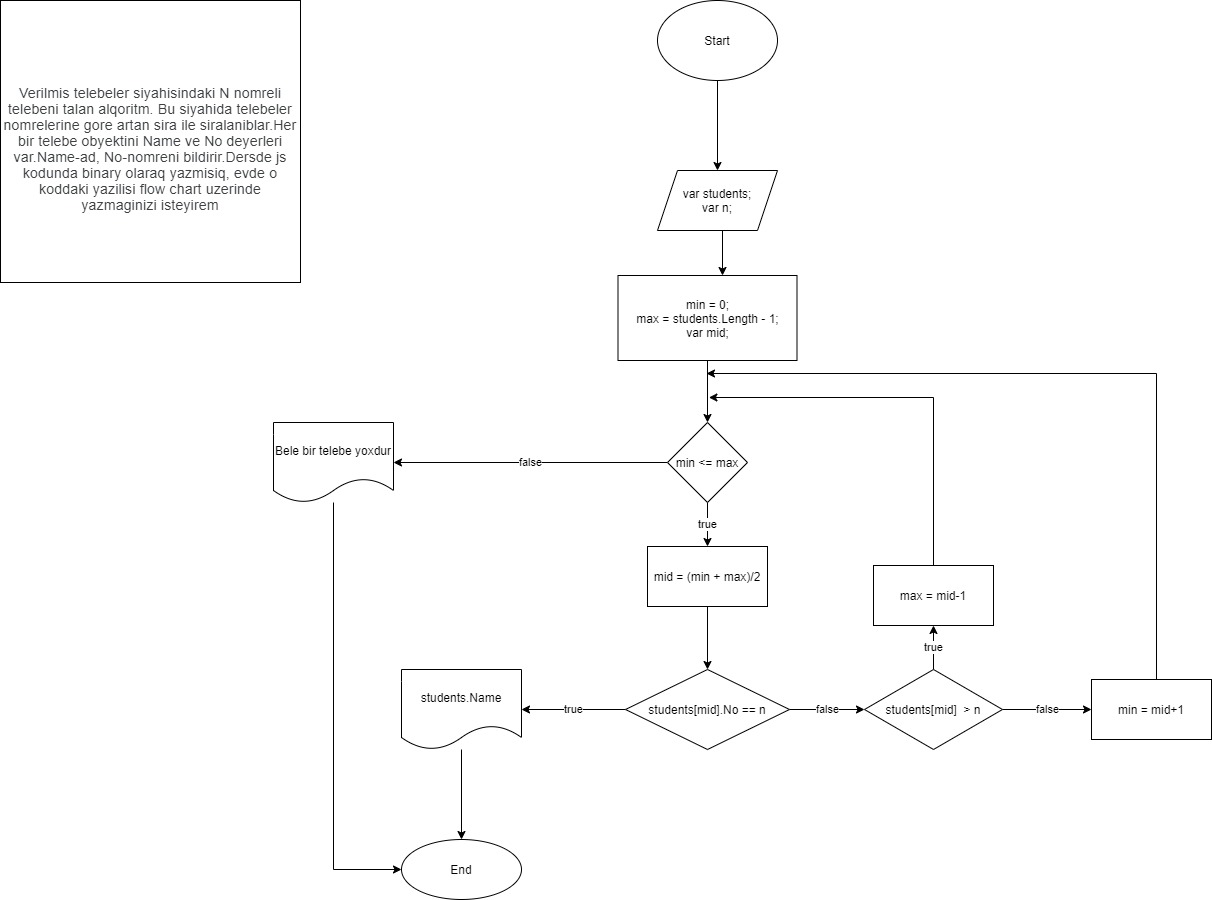 Verilmis telebeler siyahisindaki N nomreli
telebeni talan alqoritm. Bu siyahida telebeler
nomrelerine gore artan sira ile siralaniblar.Her
bir telebe obyektini Name ve No deyerleri
var.Name-ad, No-nomreni bildirir.Dersde js
kodunda binary olaraq yazmisiq, evde o
koddaki yazilisi flow chart uzerinde
yazmaginizi isteyirem
Start
var students;
var n;
min = 0;
max = students.Length - 1;
var mid;
Bele bir telebe yoxdur
false
min <= max
true
mid = (min + max)/2
max = mid-1
true
students.Name
true
students[mid].No == n
false
students[mid]  > n
false
min = mid+1
End